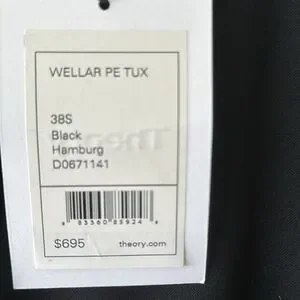 WELLAR PE TUX
38S
Black
Hamburg
D0671141
$695
theory.com